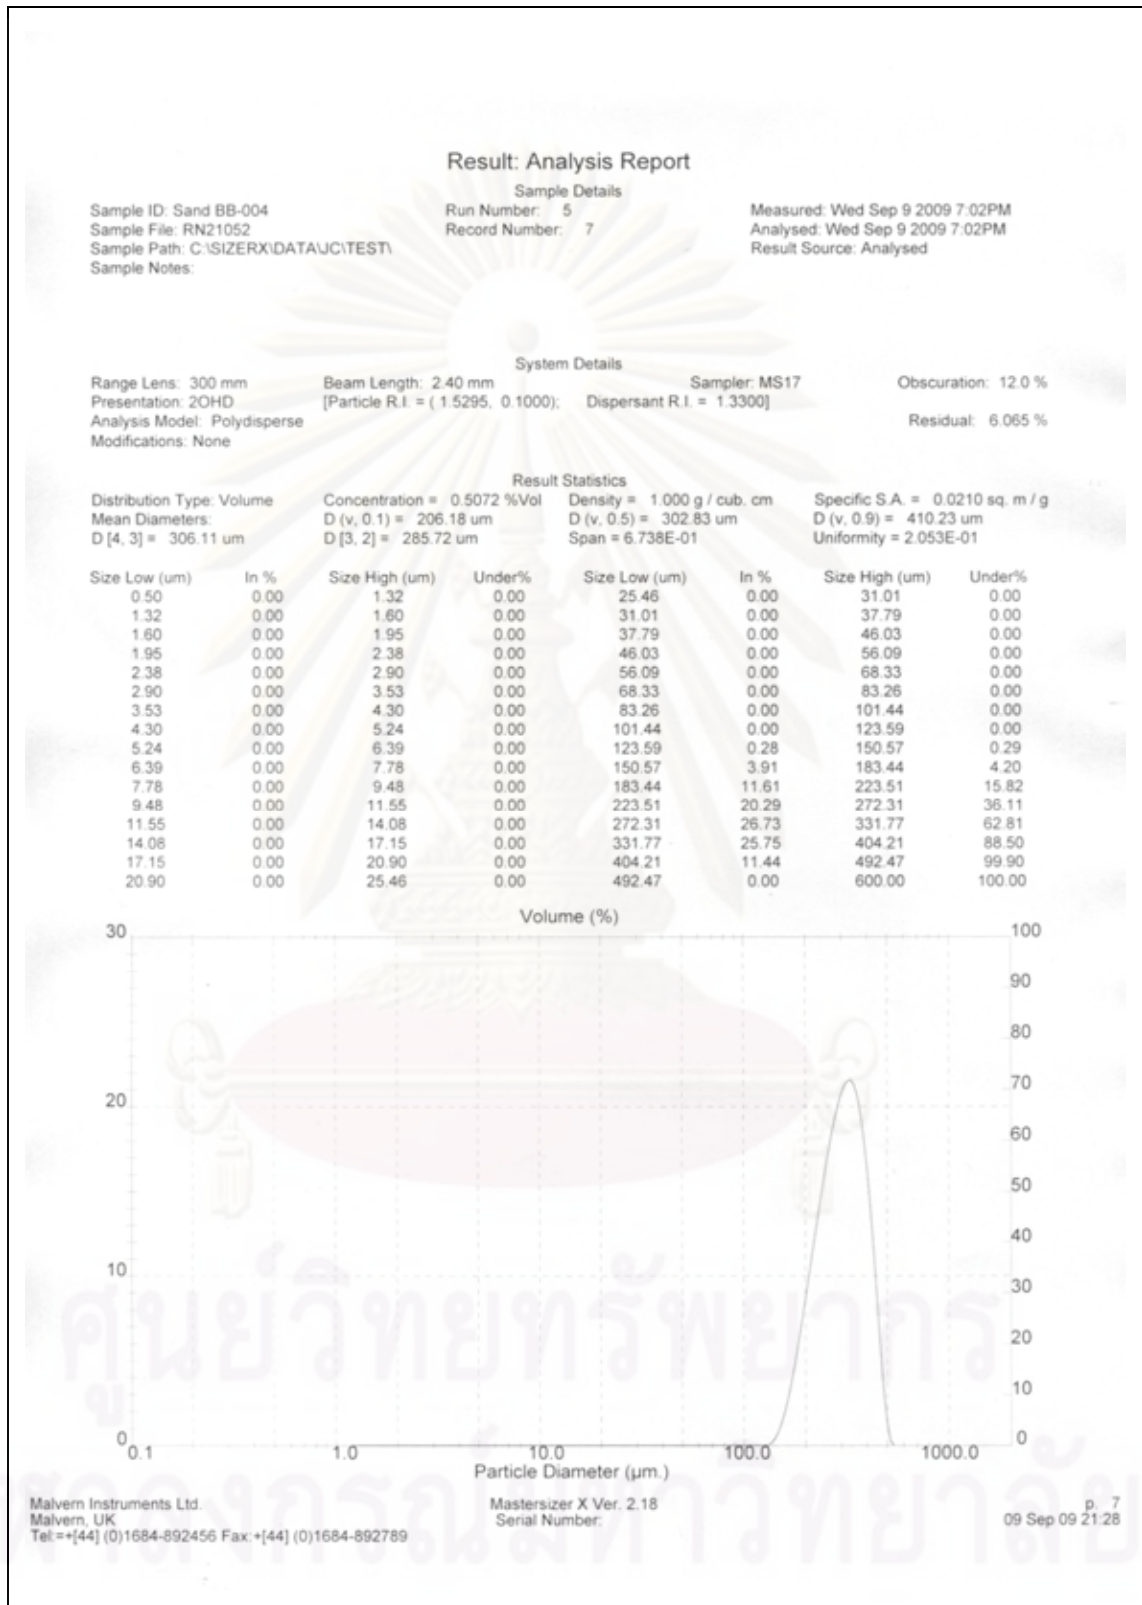 Result: Analysis Report
Sample Details
Sample ID: Sand BB-004 Run Number: 5 Measured: Wed Sep 9 2009 7:02PM
Sample File: RN21052 Record Number: 7 Analysed: Wed Sep 9 2009 7:02PM
Sample Path: C:\SIZERX\DATA\JC\TEST\ Result Source: Analysed
Sample Notes:
System Details
Range Lens: 300 mm Beam Length: 2.40 mm Sampler: MS17 Obscuration: 12.0 %
Presentation: 2OHD [Particle R.I. = ( 1.5295, 0.1000); Dispersant R.I. = 1.3300]
Analysis Model: Polydisperse Residual: 6.065 %
Modifications: None
Result Statistics
Distribution Type: Volume Concentration = 0.5072 %Vol Density = 1.000 g / cub. cm Specific S.A. = 0.0210 sq. m / g
Mean Diameters: D (v, 0.1) = 206.18 um D (v, 0.5) = 302.83 um D (v, 0.9) = 410.23 um
D [4, 3] = 306.11 um D [3, 2] = 285.72 um Span = 6.738E-01 Uniformity = 2.053E-01
Size Low (um) In % Size High (um) Under% Size Low (um) In % Size High (um) Under%
0.50 0.00 1.32 0.00 25.46 0.00 31.01 0.00
1.32 0.00 1.60 0.00 31.01 0.00 37.79 0.00
1.60 0.00 1.95 0.00 37.79 0.00 46.03 0.00
1.95 0.00 2.38 0.00 46.03 0.00 56.09 0.00
2.38 0.00 2.90 0.00 56.09 0.00 68.33 0.00
2.90 0.00 3.53 0.00 68.33 0.00 83.26 0.00
3.53 0.00 4.30 0.00 83.26 0.00 101.44 0.00
4.30 0.00 5.24 0.00 101.44 0.00 123.59 0.00
5.24 0.00 6.39 0.00 123.59 0.28 150.57 0.29
6.39 0.00 7.78 0.00 150.57 3.91 183.44 4.20
7.78 0.00 9.48 0.00 183.44 11.61 223.51 15.82
9.48 0.00 11.55 0.00 223.51 20.29 272.31 36.11
11.55 0.00 14.08 0.00 272.31 26.73 331.77 62.81
14.08 0.00 17.15 0.00 331.77 25.75 404.21 88.50
17.15 0.00 20.90 0.00 404.21 11.44 492.47 99.90
20.90 0.00 25.46 0.00 492.47 0.00 600.00 100.00
Volume (%)
30 100
90
80
20 70
60
50
40
10 30
20
10
0 0
0.1 1.0 10.0 100.0 1000.0
Particle Diameter (µm.)
ศูนย์วิทยทรัพยากร
จุฬาลงกรณ์มหาวิทยาลัย
Malvern Instruments Ltd. Mastersizer X Ver. 2.18 p. 7
Malvern, UK Serial Number: 09 Sep 09 21:28
Tel:=+[44] (0)1684-892456 Fax:+[44] (0)1684-892789